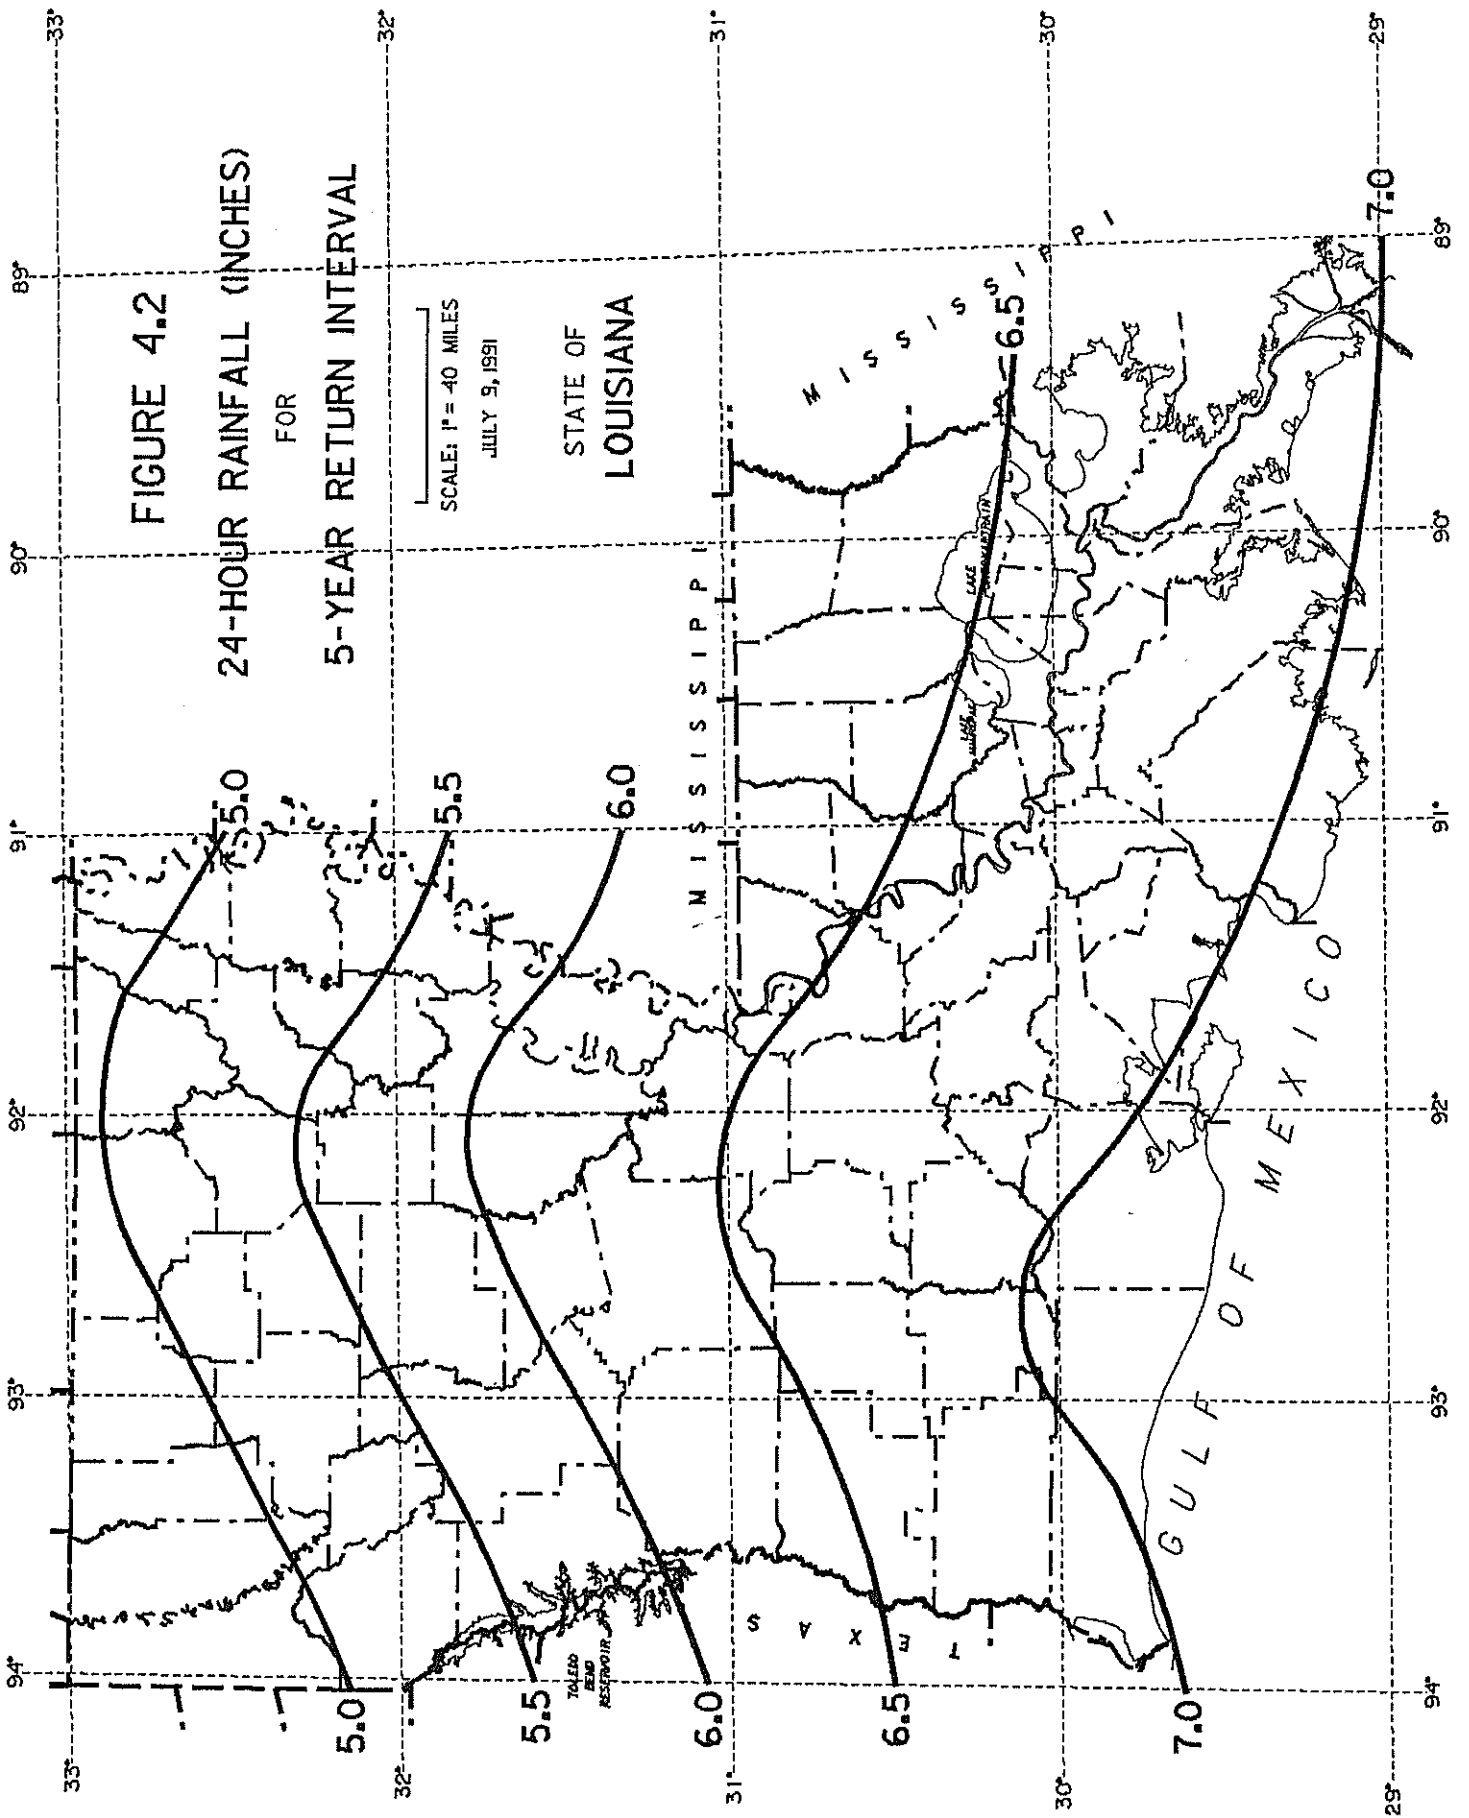 FIGURE 4.2
24-HOUR RAINFALL (INCHES)
FOR
5-YEAR RETURN INTERVAL
SCALE: 1" = 40 MILES
JULY 9, 1991
STATE OF
LOUISIANA
94° 93° 92° 91° 90° 89°
33° 33°
32° 32°
31° 31°
30° 30°
29° 29°
94° 93° 92° 91° 90° 89°
5.0 5.0
5.5 5.5
6.0 6.0
6.5 6.5
7.0 7.0
MISSISSIPPI
MISSISSIPPI
TEXAS
TOLEDO
BEND
RESERVOIR
LAKE
PONTCHARTRAIN
LAKE
GULF OF MEXICO